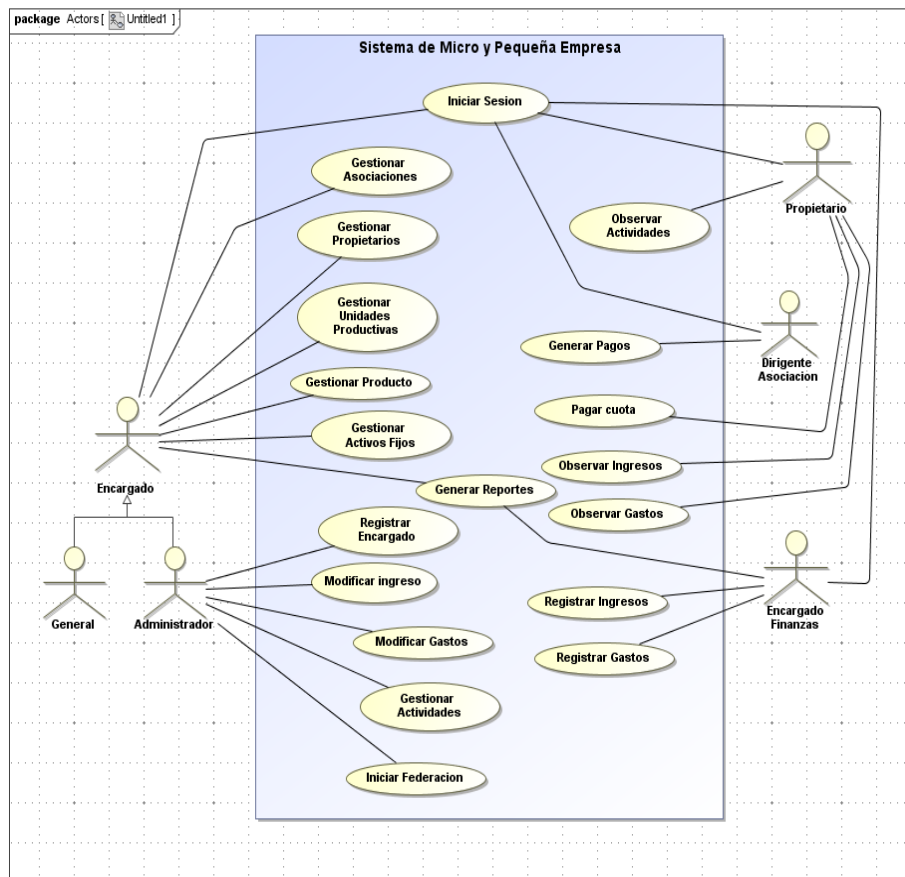 package Actors [ Untitled1 ]
Sistema de Micro y Pequeña Empresa
Iniciar Sesion
Gestionar
Asociaciones
Gestionar
Propietarios
Gestionar
Unidades
Productivas
Gestionar Producto
Gestionar
Activos Fijos
Generar Reportes
Registrar
Encargado
Modificar ingreso
Modificar Gastos
Gestionar
Actividades
Iniciar Federacion
Observar
Actividades
Generar Pagos
Pagar cuota
Observar Ingresos
Observar Gastos
Registrar Ingresos
Registrar Gastos
Encargado
General
Administrador
Propietario
Dirigente
Asociacion
Encargado
Finanzas